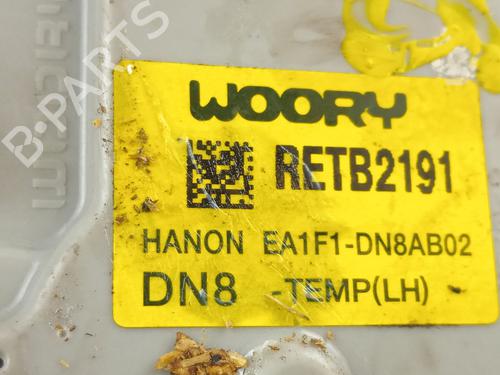 B-PARTS
WOORY
RETB2191
HANON EA1F1-DN8AB02
DN8 -TEMP(LH)